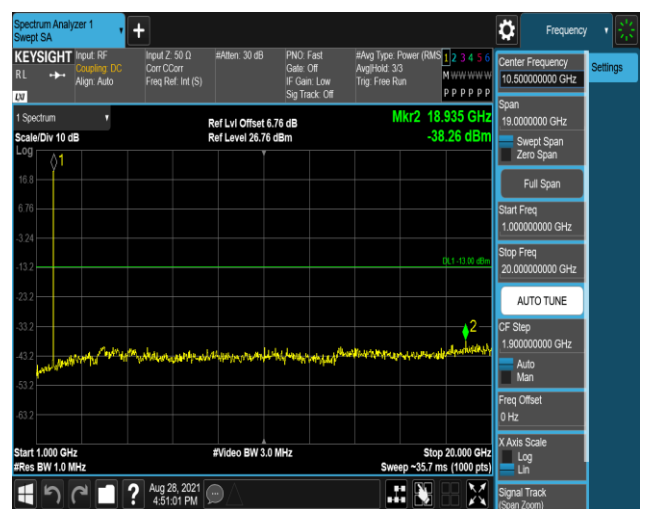 Spectrum Analyzer 1
Swept SA
+
Frequency
KEYSIGHT
RL
LXI
Input: RF
Coupling: DC
Align: Auto
Input Z: 50 Ω
Corr CCorr
Freq Ref: Int (S)
#Atten: 30 dB
PNO: Fast
Gate: Off
IF Gain: Low
Sig Track: Off
#Avg Type: Power (RMS
Avg|Hold: 3/3
Trig: Free Run
1 2 3 4 5 6
M W W W W W
P P P P P P
1 Spectrum
Scale/Div 10 dB
Log
Ref Lvl Offset 6.76 dB
Ref Level 26.76 dBm
Mkr2 18.935 GHz
-38.26 dBm
1
16.8
6.76
-3.24
-13.2
DL1 -13.00 dBm
-23.2
-33.2
2
-43.2
-53.2
-63.2
Start 1.000 GHz
#Res BW 1.0 MHz
#Video BW 3.0 MHz
Stop 20.000 GHz
Sweep ~35.7 ms (1000 pts)
?
Aug 28, 2021
4:51:01 PM
Center Frequency
10.500000000 GHz
Span
19.0000000 GHz
Swept Span
Zero Span
Full Span
Start Freq
1.000000000 GHz
Stop Freq
20.000000000 GHz
AUTO TUNE
CF Step
1.900000000 GHz
Auto
Man
Freq Offset
0 Hz
X Axis Scale
Log
Lin
Signal Track
(Span Zoom)
Settings